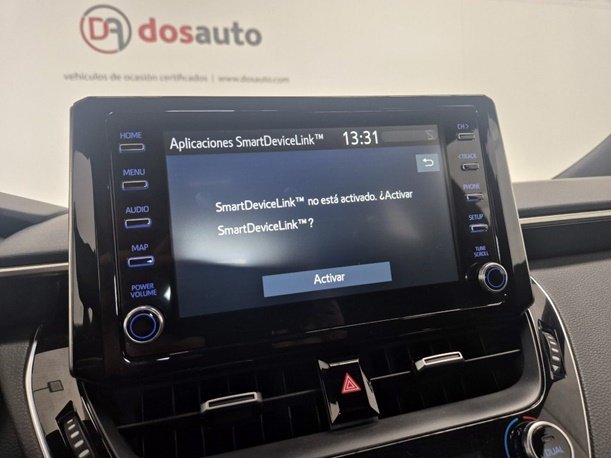 DA dosauto
vehículos de ocasión certificados | www.dosauto.com
HOME
MENU
AUDIO
MAP
POWER
VOLUME
Aplicaciones SmartDeviceLink™ 13:31
SmartDeviceLink™ no está activado. ¿Activar
SmartDeviceLink™?
Activar
CH>
<TRACK
PHONE
SETUP
TUNE
SCROLL
DUAL